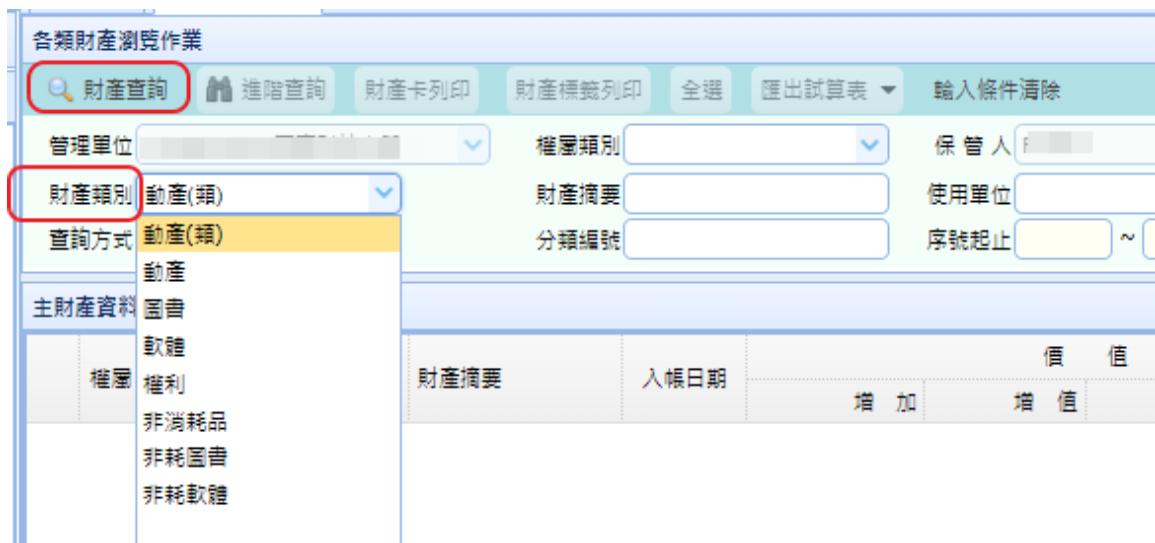 各類財產瀏覽作業
財產查詢 進階查詢 財產卡列印 財產標籤列印 全選 匯出試算表 輸入條件清除
管理單位 權屬類別 保管人
財產類別 動產(類) 財產摘要 使用單位
查詢方式 動產(類) 分類編號 序號起止 ~
動產
主財產資料 圖書
軟體
權屬 權利 財產摘要 入帳日期 價 值
增 加 增 值
非消耗品
非耗圖書
非耗軟體